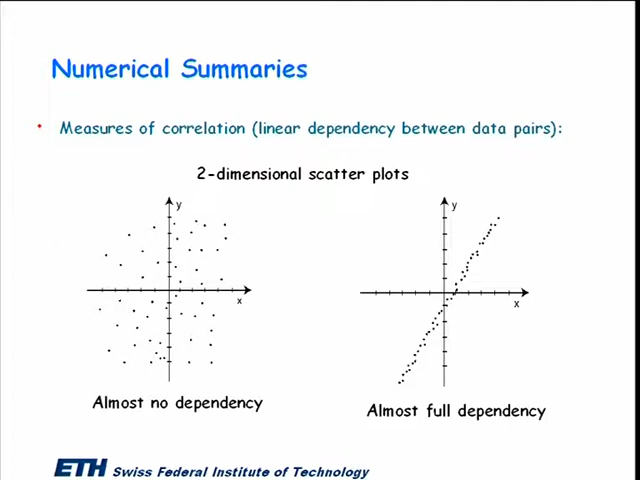 Numerical Summaries
• Measures of correlation (linear dependency between data pairs):
2-dimensional scatter plots
y
y
x
x
Almost no dependency
Almost full dependency
ETH Swiss Federal Institute of Technology